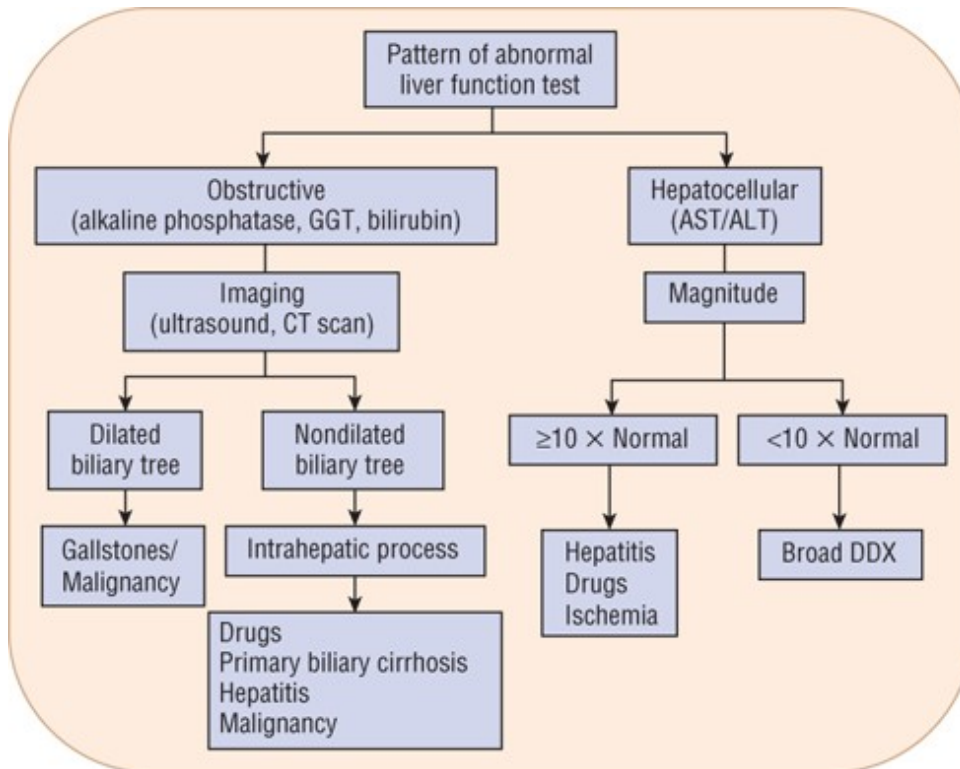 Pattern of abnormal
liver function test
Obstructive
(alkaline phosphatase, GGT, bilirubin)
Hepatocellular
(AST/ALT)
Imaging
(ultrasound, CT scan)
Magnitude
Dilated
biliary tree
Nondilated
biliary tree
≥10 × Normal
<10 × Normal
Gallstones/
Malignancy
Intrahepatic process
Hepatitis
Drugs
Ischemia
Broad DDX
Drugs
Primary biliary cirrhosis
Hepatitis
Malignancy